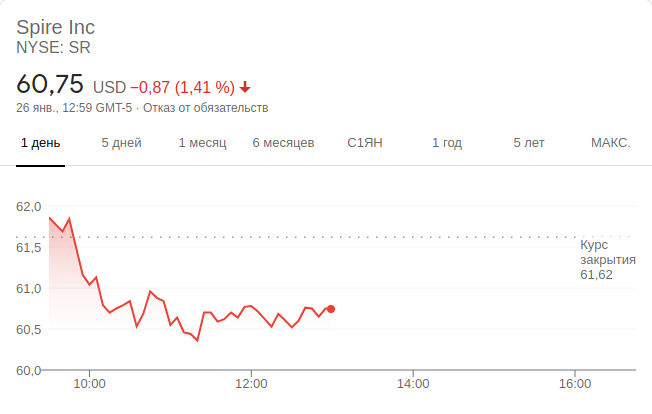 Spire Inc
NYSE: SR
60,75 USD −0,87 (1,41 %)
26 янв., 12:59 GMT-5 · Отказ от обязательств
1 день 5 дней 1 месяц 6 месяцев С1ЯН 1 год 5 лет МАКС.
62,0
61,5
61,0
60,5
60,0
Курс
закрытия
61,62
10:00 12:00 14:00 16:00